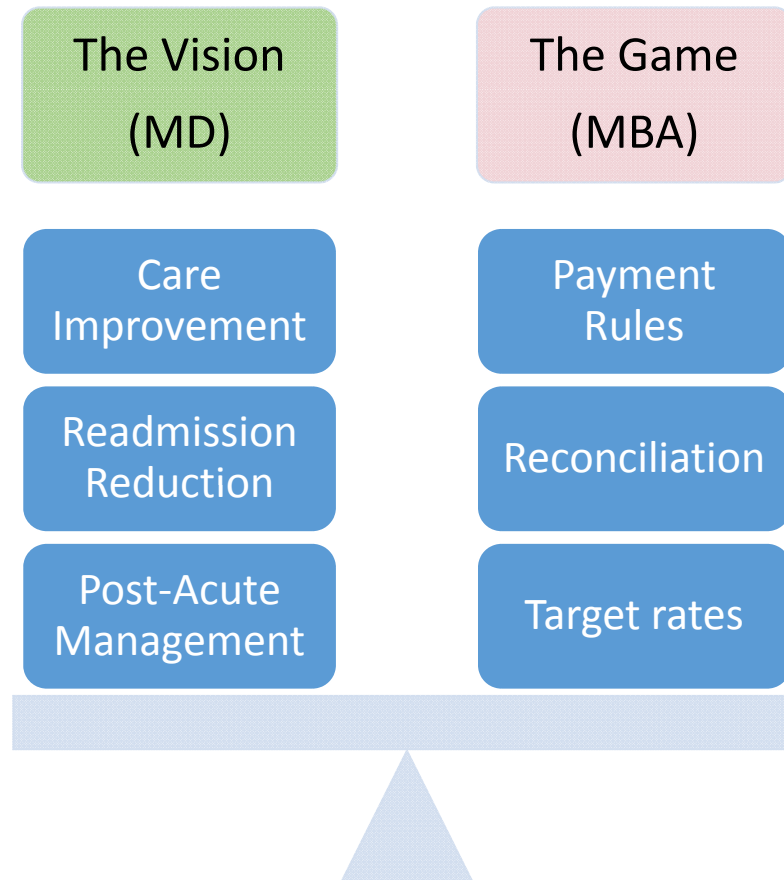 The Vision
(MD)
Care
Improvement
Readmission
Reduction
Post-Acute
Management
The Game
(MBA)
Payment
Rules
Reconciliation
Target rates